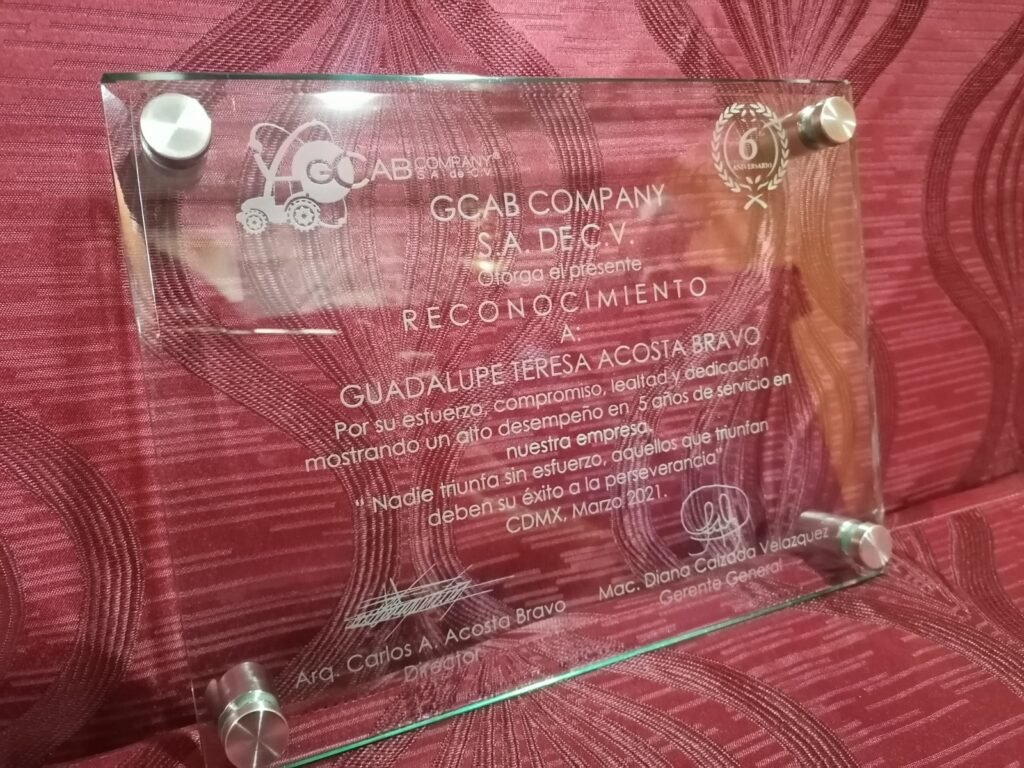 GCAB COMPANY®
S.A. de C.V.
6
ANIVERSARIO
GCAB COMPANY
S.A. DE C.V.
Otorga el presente
RECONOCIMIENTO
A:
GUADALUPE TERESA ACOSTA BRAVO
Por su esfuerzo, compromiso, lealtad y dedicación
mostrando un alto desempeño en 5 años de servicio en
nuestra empresa.
" Nadie triunfa sin esfuerzo, aquellos que triunfan
deben su éxito a la perseverancia"
CDMX, Marzo 2021.
Arq. Carlos A. Acosta Bravo
Director
Mac. Diana Calzada Velazquez
Gerente General